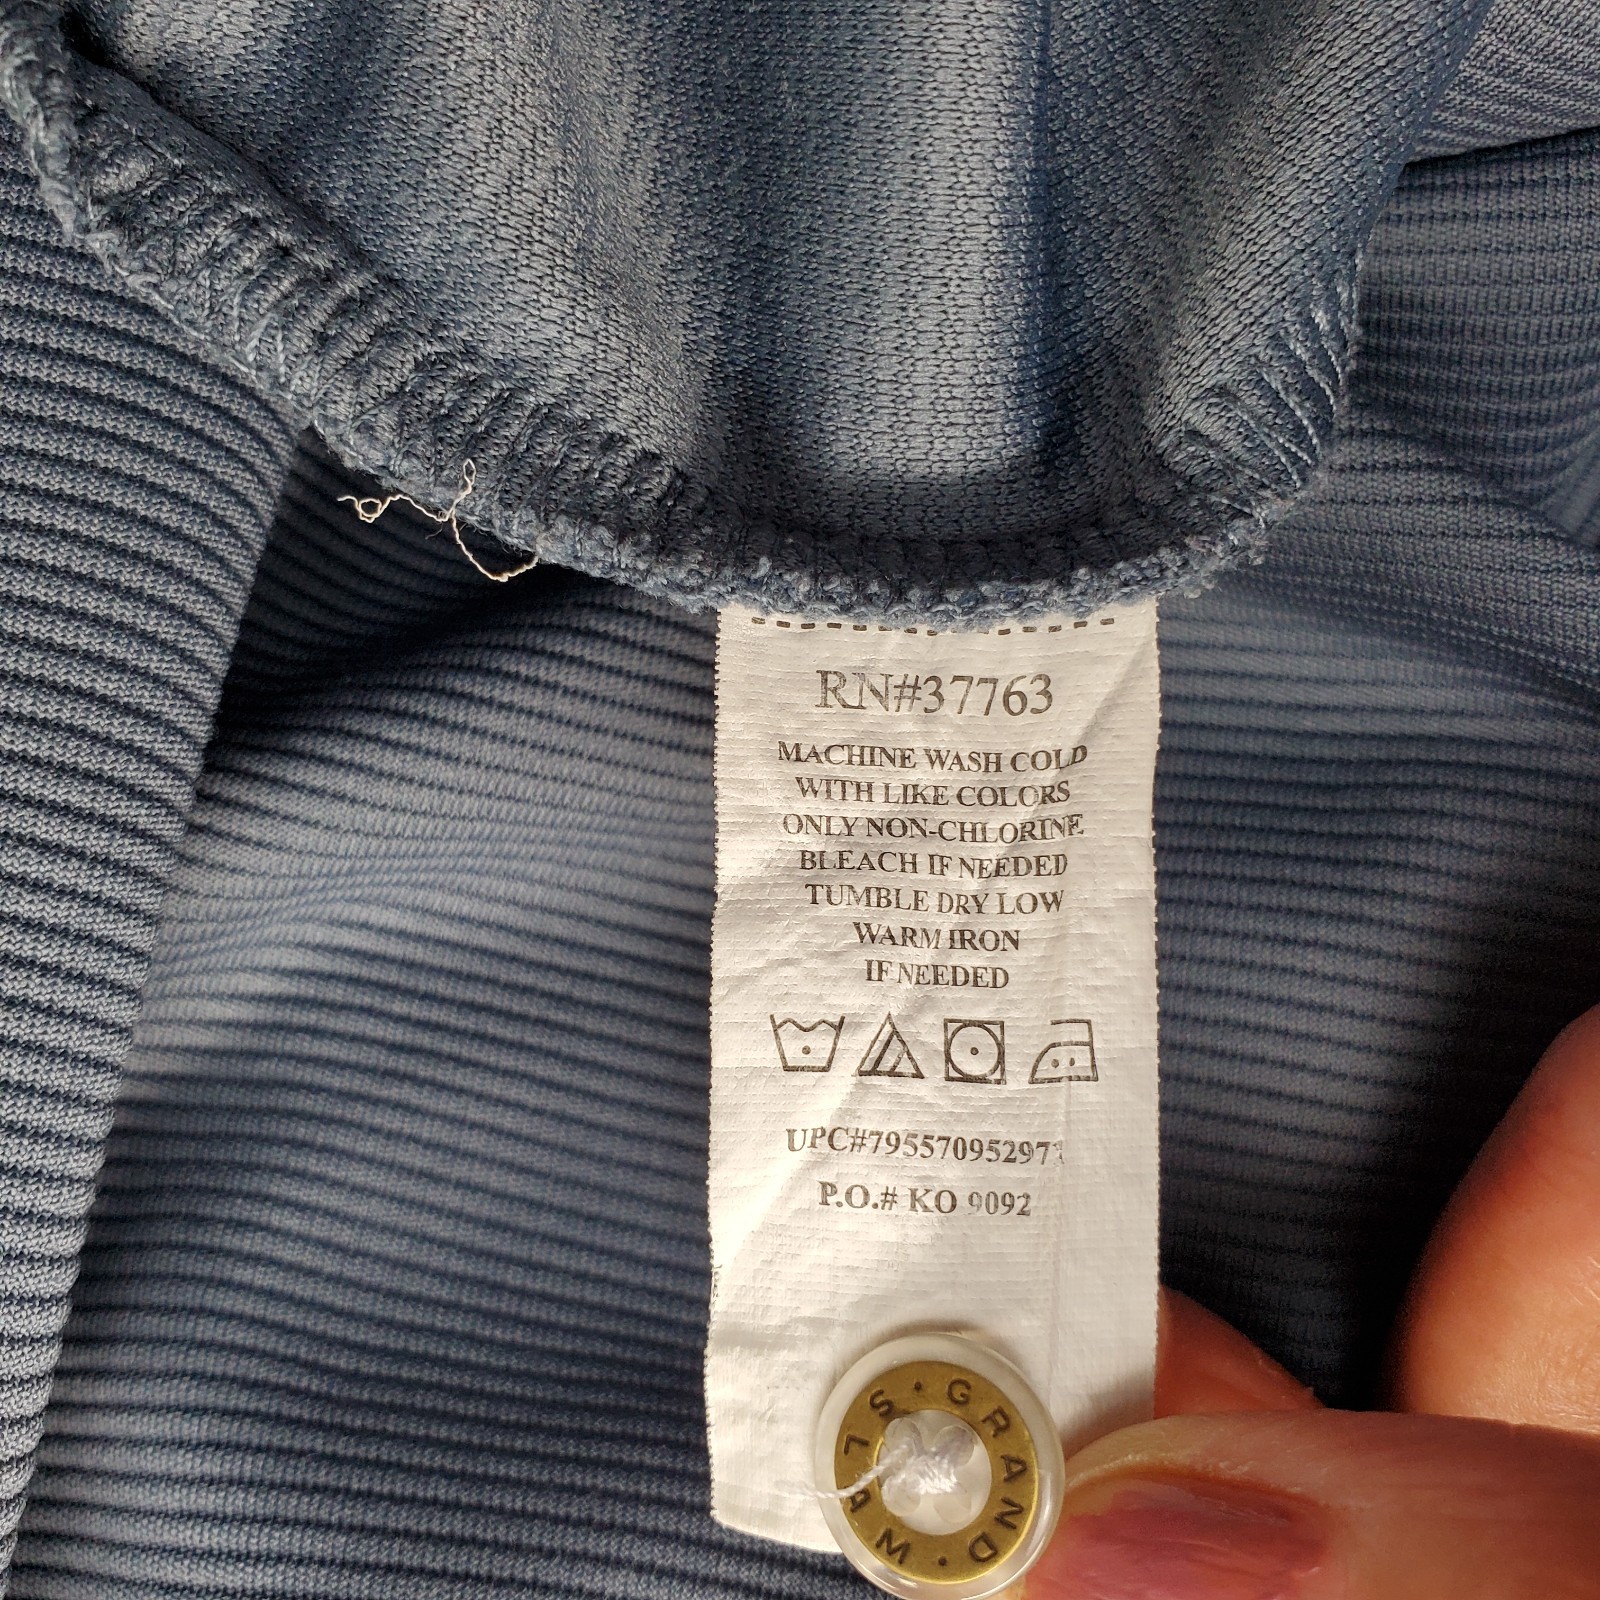 RN#37763
MACHINE WASH COLD
WITH LIKE COLORS
ONLY NON-CHLORINE
BLEACH IF NEEDED
TUMBLE DRY LOW
WARM IRON
IF NEEDED
P.O.# KO 9092
GRAND · WALS ·